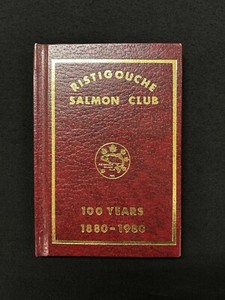 RISTIGOUCHE
SALMON CLUB
100 YEARS
1880-1980